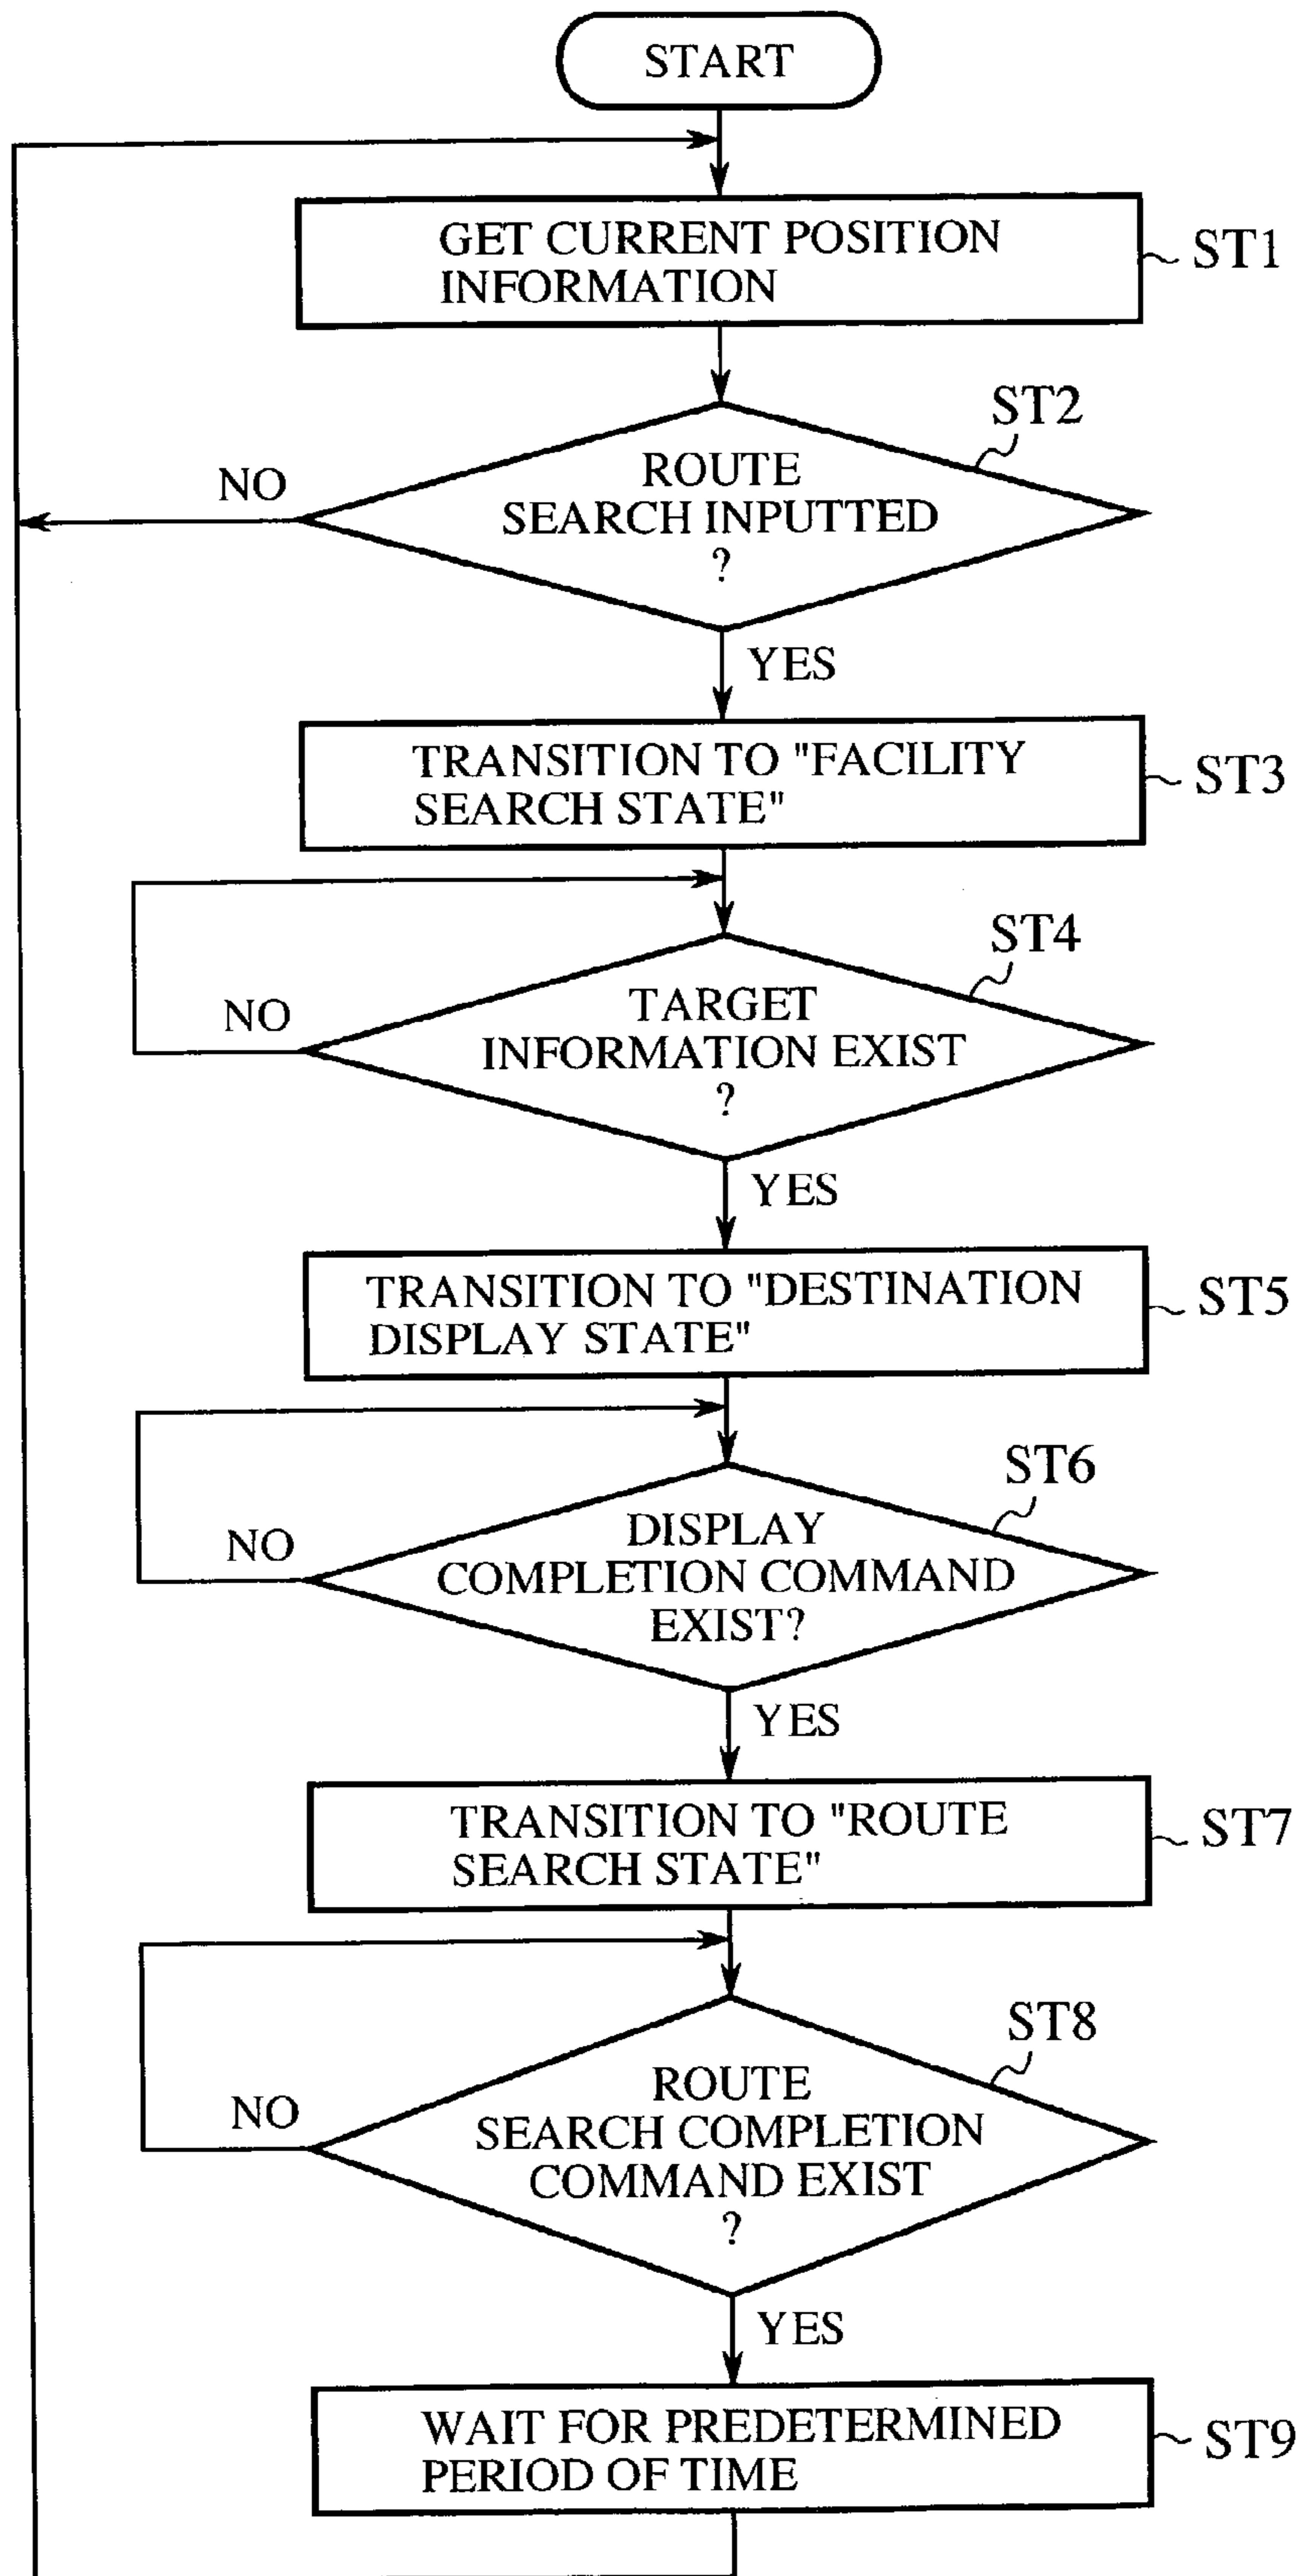 START
GET CURRENT POSITION
INFORMATION
ST1
ST2
ROUTE
SEARCH INPUTTED
?
NO
YES
TRANSITION TO "FACILITY
SEARCH STATE"
ST3
ST4
TARGET
INFORMATION EXIST
?
NO
YES
TRANSITION TO "DESTINATION
DISPLAY STATE"
ST5
ST6
DISPLAY
COMPLETION COMMAND
EXIST?
NO
YES
TRANSITION TO "ROUTE
SEARCH STATE"
ST7
ST8
ROUTE
SEARCH COMPLETION
COMMAND EXIST
?
NO
YES
WAIT FOR PREDETERMINED
PERIOD OF TIME
ST9